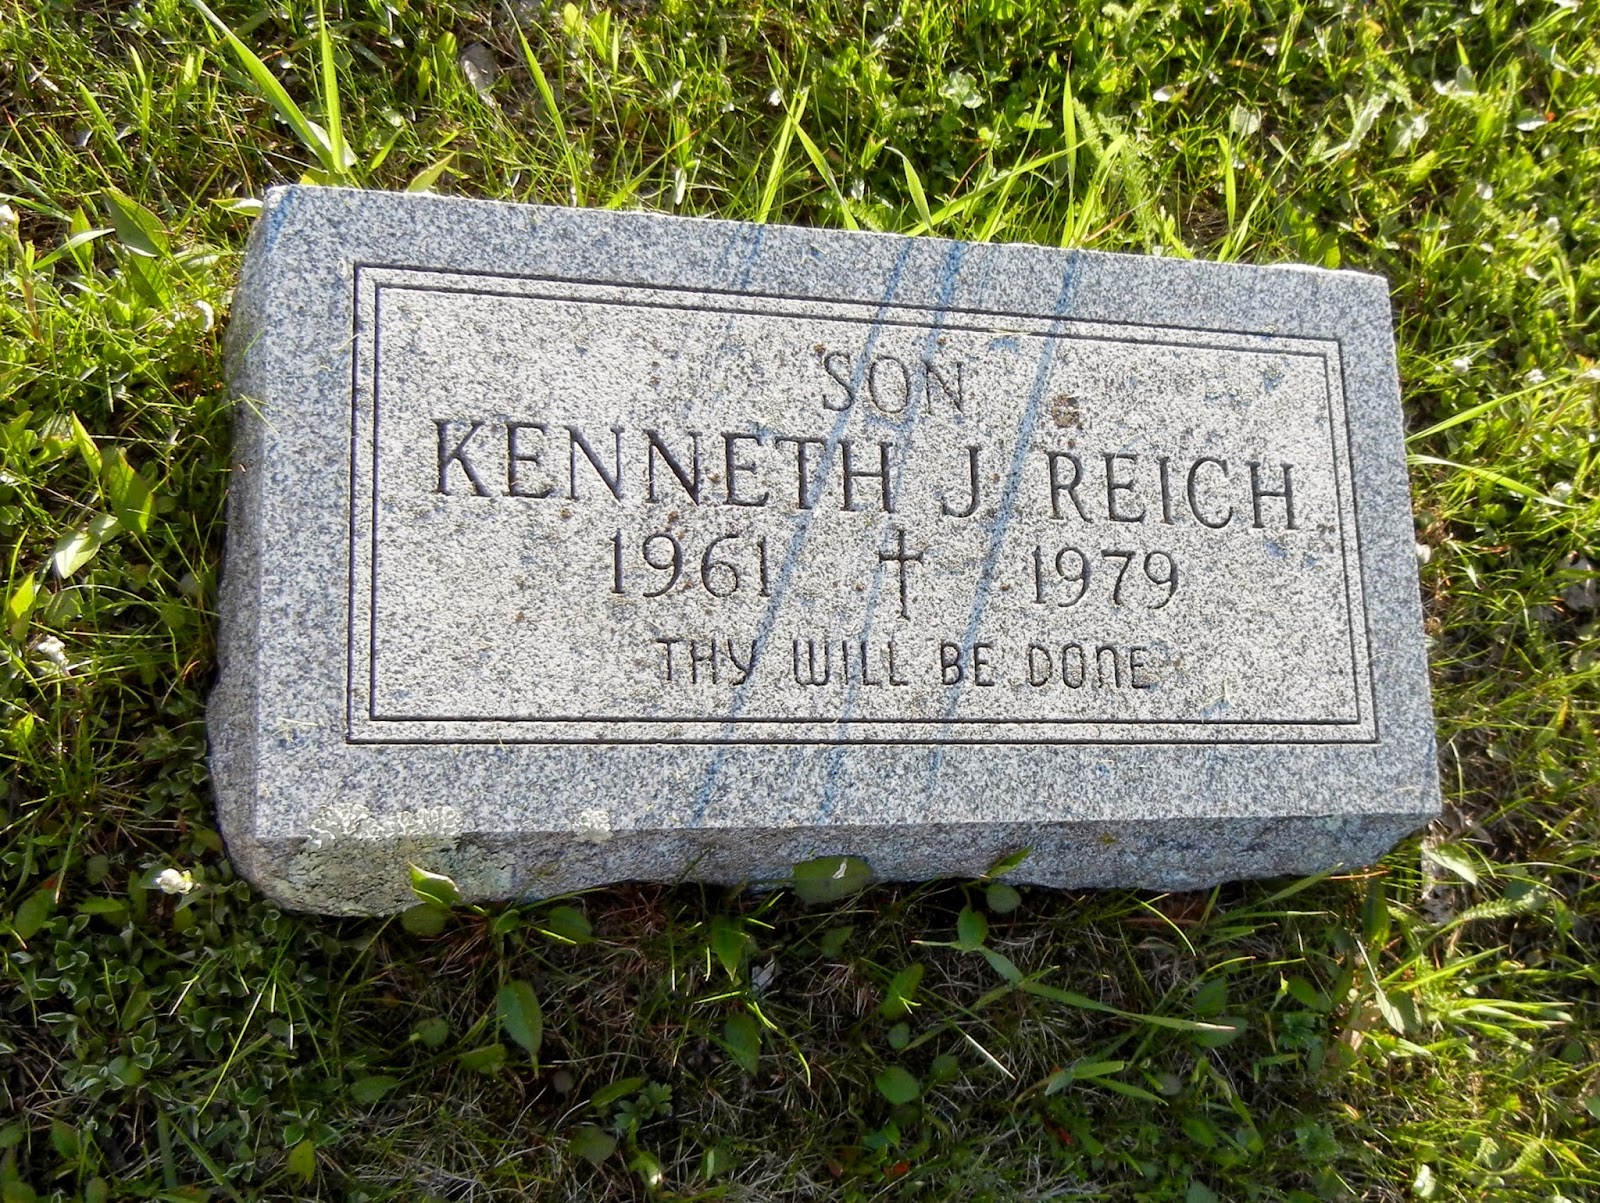 SON
KENNETH J. REICH
1961 † 1979
THY WILL BE DONE